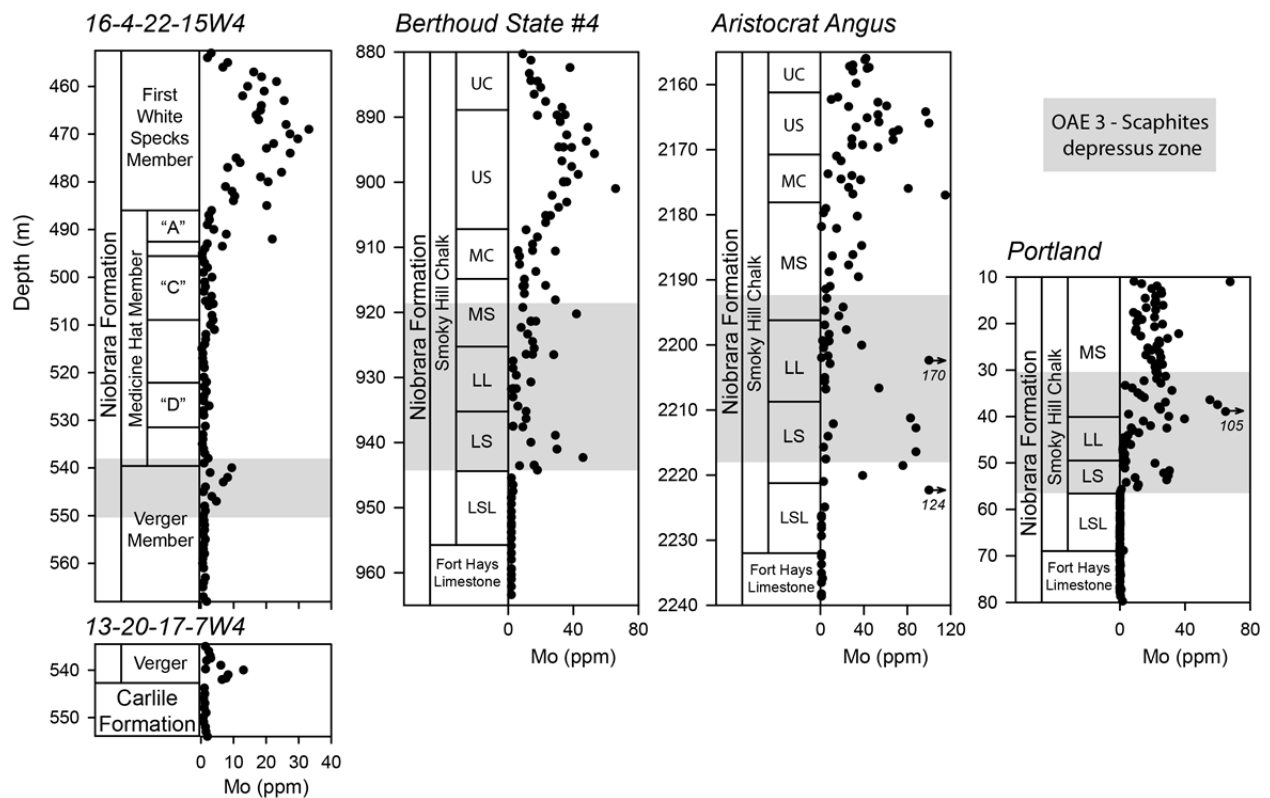 16-4-22-15W4
Depth (m)
460
470
480
490
500
510
520
530
540
550
560
Niobrara Formation
Medicine Hat Member
First
White
Specks
Member
"A"
"C"
"D"
Verger
Member
13-20-17-7W4
540
550
Verger
Carlile
Formation
0 10 20 30 40
Mo (ppm)
Berthoud State #4
880
890
900
910
920
930
940
950
960
Niobrara Formation
Smoky Hill Chalk
UC
US
MC
MS
LL
LS
LSL
Fort Hays
Limestone
0 40 80
Mo (ppm)
Aristocrat Angus
2160
2170
2180
2190
2200
2210
2220
2230
2240
Niobrara Formation
Smoky Hill Chalk
UC
US
MC
MS
LL
LS
LSL
Fort Hays
Limestone
170
124
0 40 80 120
Mo (ppm)
OAE 3 - Scaphites
depressus zone
Portland
10
20
30
40
50
60
70
80
Niobrara Formation
Smoky Hill Chalk
MS
LL
LS
LSL
Fort Hays
Limestone
105
0 40 80
Mo (ppm)